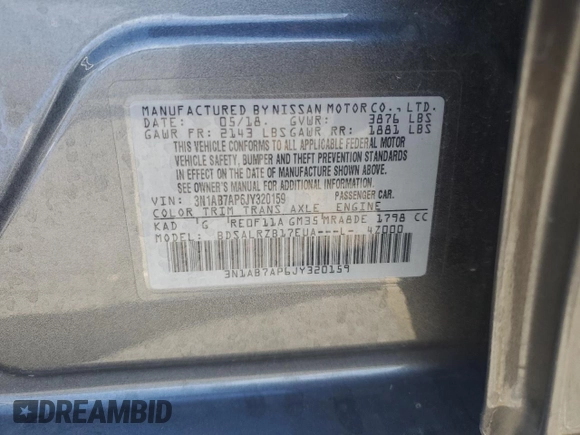 MANUFACTURED BY NISSAN MOTOR CO., LTD.
DATE: 05/18 GVWR: 3876 LBS
GAWR FR: 2143 LBS GAWR RR: 1881 LBS
THIS VEHICLE CONFORMS TO ALL APPLICABLE FEDERAL MOTOR
VEHICLE SAFETY, BUMPER AND THEFT PREVENTION STANDARDS
IN EFFECT ON THE DATE OF MANUFACTURE SHOWN ABOVE.
SEE OWNER'S MANUAL FOR ADDITIONAL INFORMATION.
VIN: 3N1AB7AP6JY320159 PASSENGER CAR.
COLOR TRIM TRANS AXLE ENGINE
KAD G RE0F11A GM35 MRA8DE 1798 CC
MODEL: BDSALRZB17EUA---L- 47000
3N1AB7AP6JY320159
DREAMBID